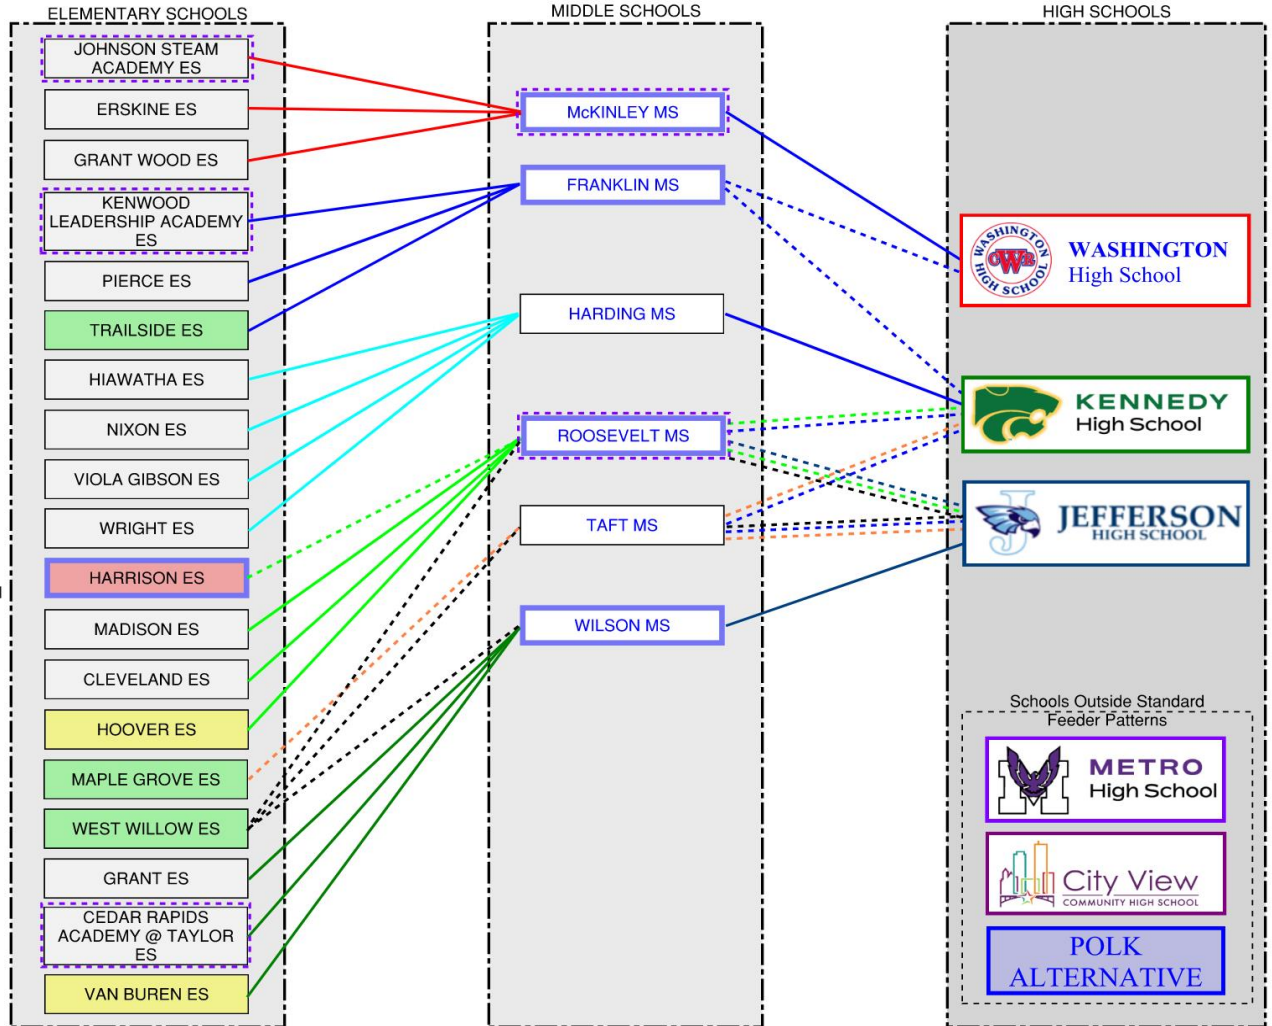 ELEMENTARY SCHOOLS
JOHNSON STEAM
ACADEMY ES
ERSKINE ES
GRANT WOOD ES
KENWOOD
LEADERSHIP ACADEMY
ES
PIERCE ES
TRAILSIDE ES
HIAWATHA ES
NIXON ES
VIOLA GIBSON ES
WRIGHT ES
HARRISON ES
MADISON ES
CLEVELAND ES
HOOVER ES
MAPLE GROVE ES
WEST WILLOW ES
GRANT ES
CEDAR RAPIDS
ACADEMY @ TAYLOR
ES
VAN BUREN ES
MIDDLE SCHOOLS
McKINLEY MS
FRANKLIN MS
HARDING MS
ROOSEVELT MS
TAFT MS
WILSON MS
HIGH SCHOOLS
WASHINGTON
HIGH SCHOOL
CWR
WASHINGTON
High School
KENNEDY
High School
J
JEFFERSON
HIGH SCHOOL
Schools Outside Standard
Feeder Patterns
M
METRO
High School
City View
COMMUNITY HIGH SCHOOL
POLK
ALTERNATIVE